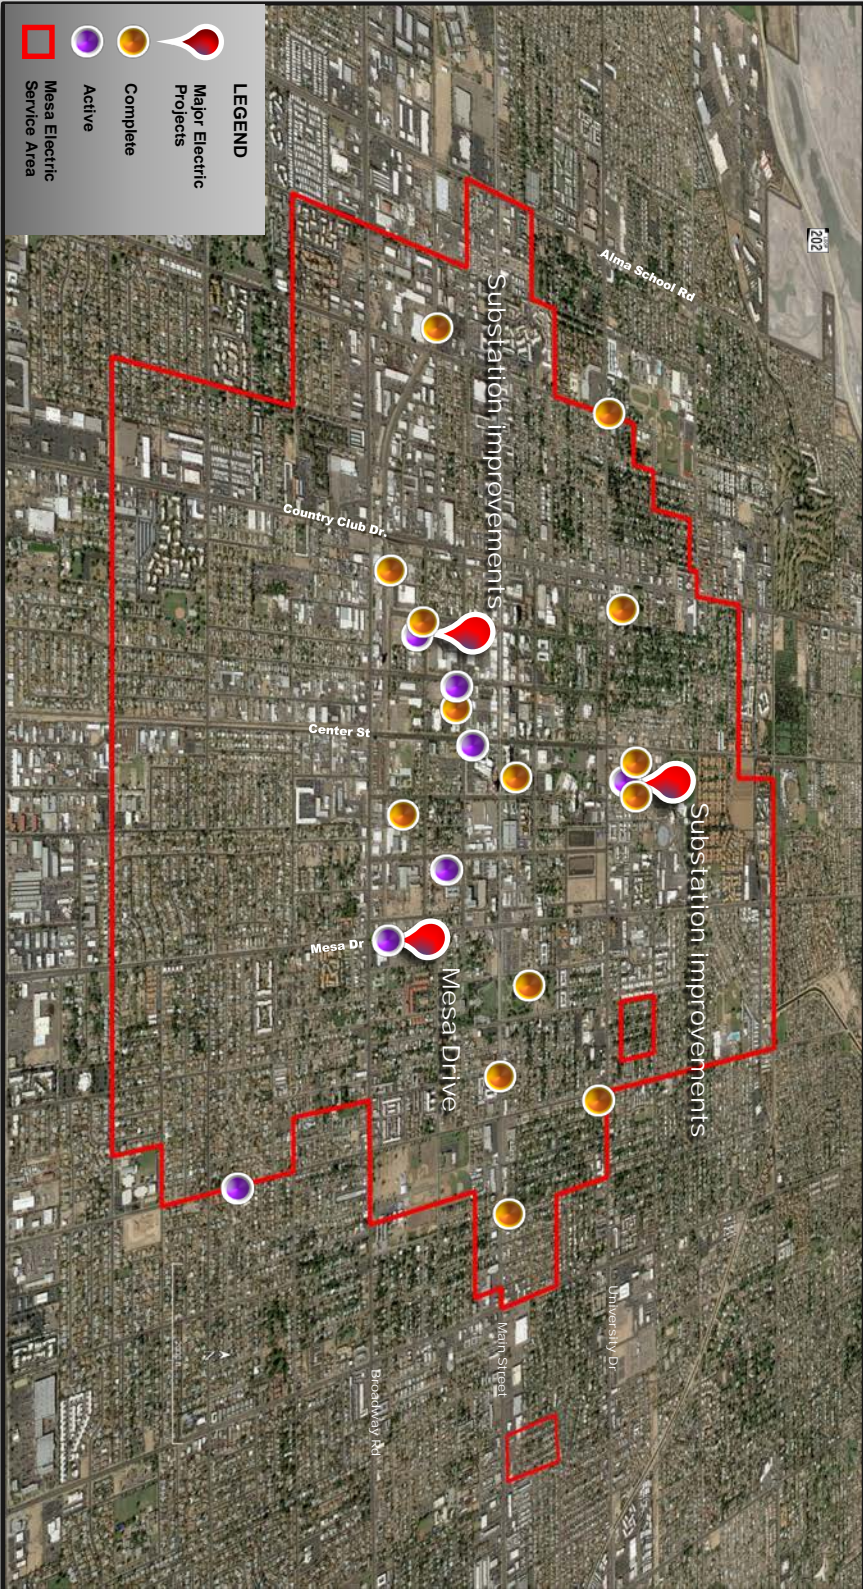 LEGEND
Major Electric
Projects
Complete
Active
Mesa Electric
Service Area
202
Alma School Rd
Substation improvements
Country Club Dr.
Center St
Substation improvements
Mesa Dr
Mesa Drive
University Dr
Main Street
Broadway Rd